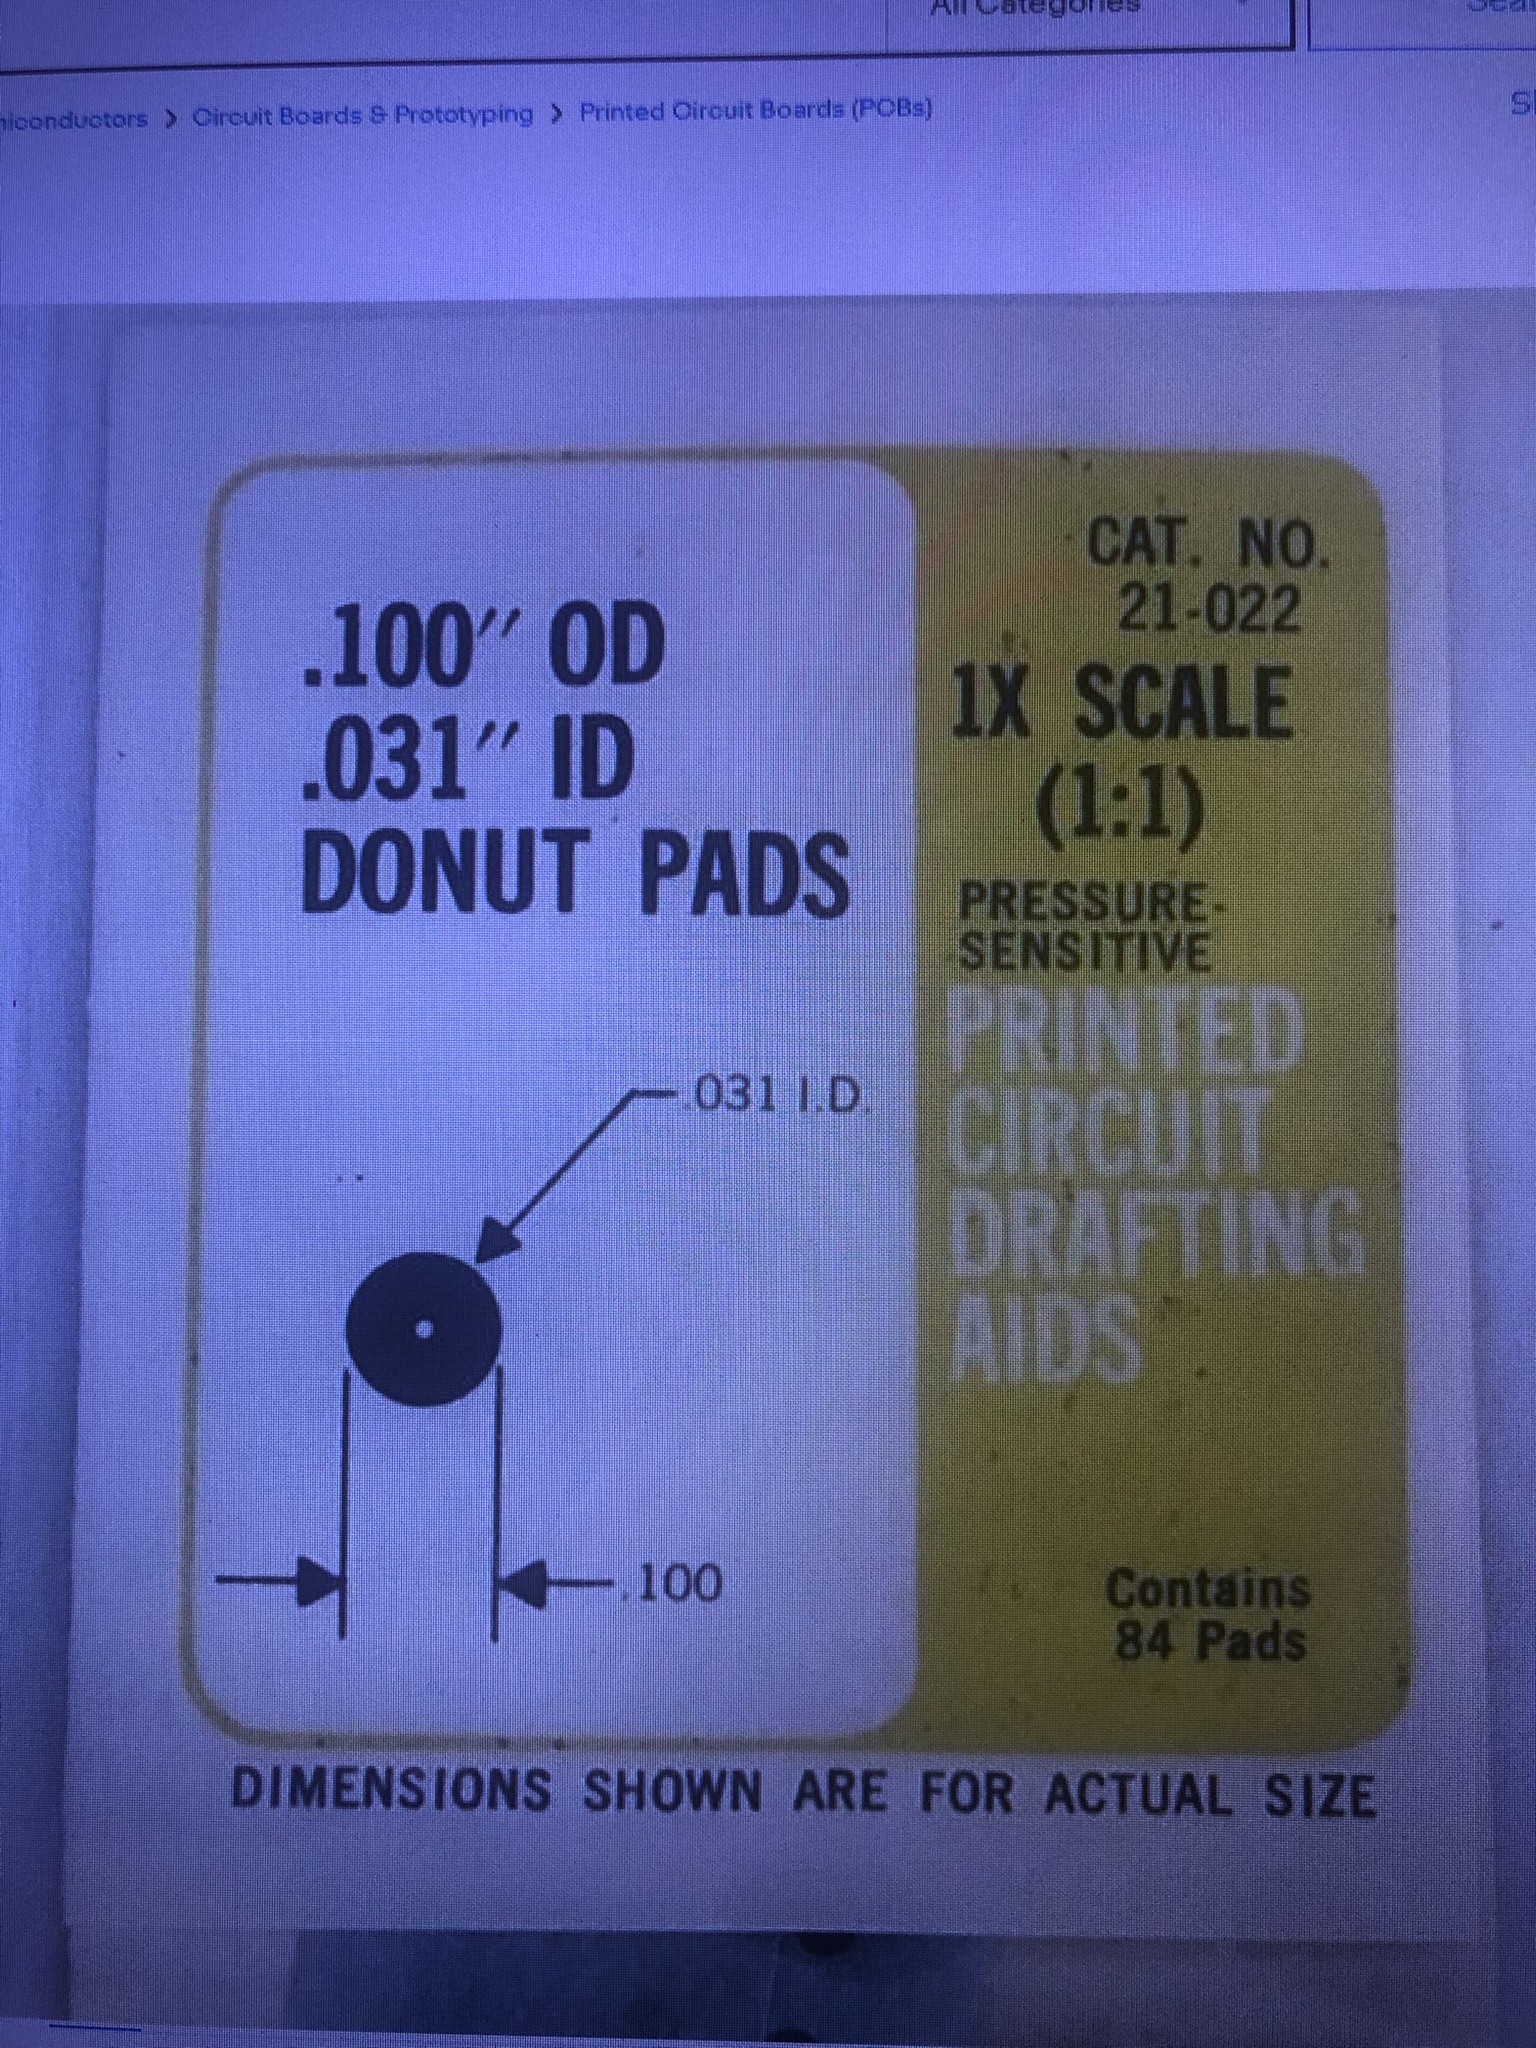 All Categories
Circuit Boards & Prototyping > Printed Circuit Boards (PCBs)
.100" OD
.031" ID
DONUT PADS
.031 I.D.
.100
CAT. NO.
21-022
1X SCALE
(1:1)
PRESSURE-
SENSITIVE
PRINTED
CIRCUIT
DRAFTING
AIDS
Contains
84 Pads
DIMENSIONS SHOWN ARE FOR ACTUAL SIZE